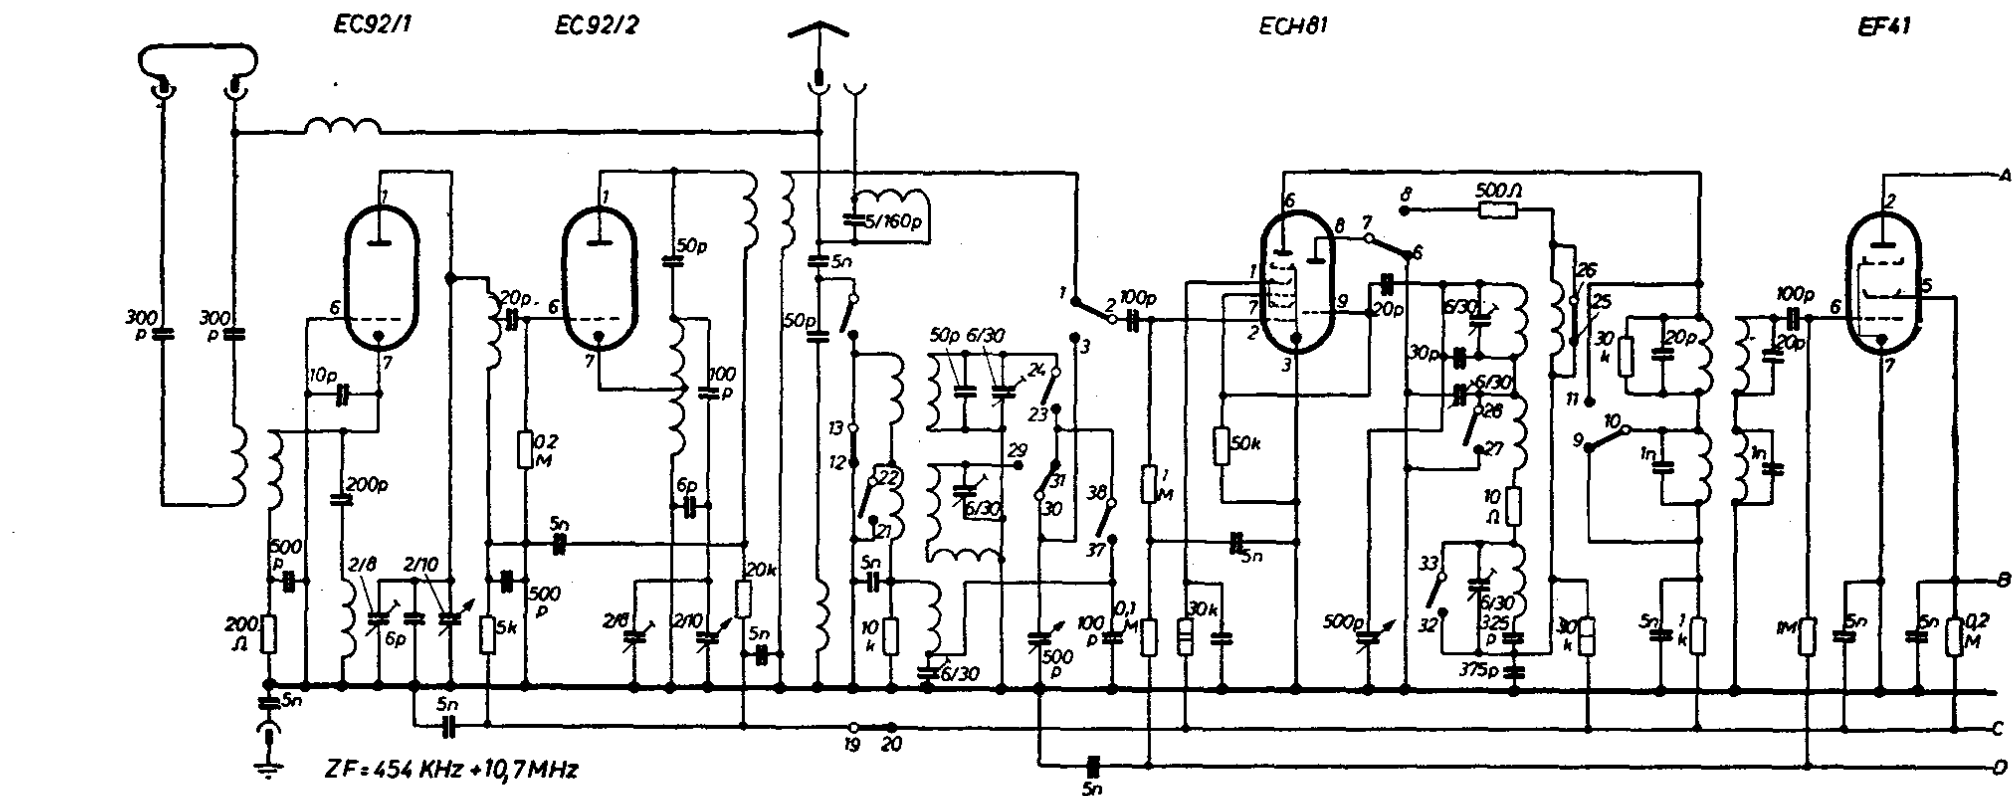 EC92/1 EC92/2 ECH81 EF41
1 1 6 8 500Ω 2 A
8 7 6
50p 5/160p
5n 1 26 5
300 p 300 p 6 20p 6 50p 1 2 100p 7 9 20p 6/30 25 100p 6
2 3 30 k 20p 20p
7 7 3 50p 6/30 3 30p 7
10p 100 p 24 6/30 11
23 26
13 10
0,2 M 50k 27 9
12 29 1n 1n
200p 22 31 1 M
6p 6/30 30 38 10 Ω
21
5n 37 5n
500 p 20k 5n 33
2/8 2/10 500 p B
30k 6/30
200 Ω 6p 5k 2/8 2/10 10 k 100 p 0,1 M 500p 32 325 p 30 k 5n 1 k 1M 5n 5n 0,2 M
5n 500 p
6/30 375p
5n 5n C
19 20
ZF = 454 KHz + 10,7 MHz D
5n